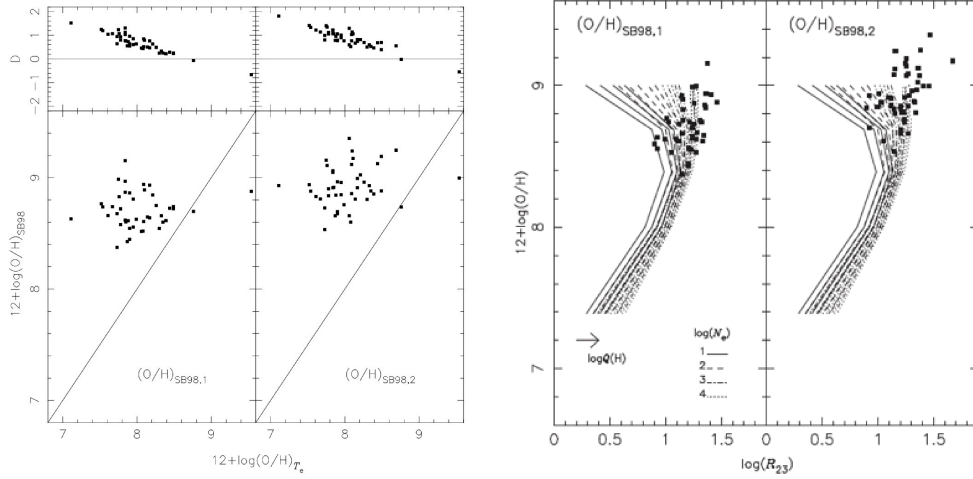 2
1
0
−1
−2
D
9
8
7
12+log(O/H)SB98
(O/H)SB98,1
(O/H)SB98,2
7 8 9 7 8 9
12+log(O/H)Te
(O/H)SB98,1
(O/H)SB98,2
9
8
7
12+log(O/H)
logQ(H)
log(Ne)
1
2
3
4
0 0.5 1 1.5 0 0.5 1 1.5
log(R23)